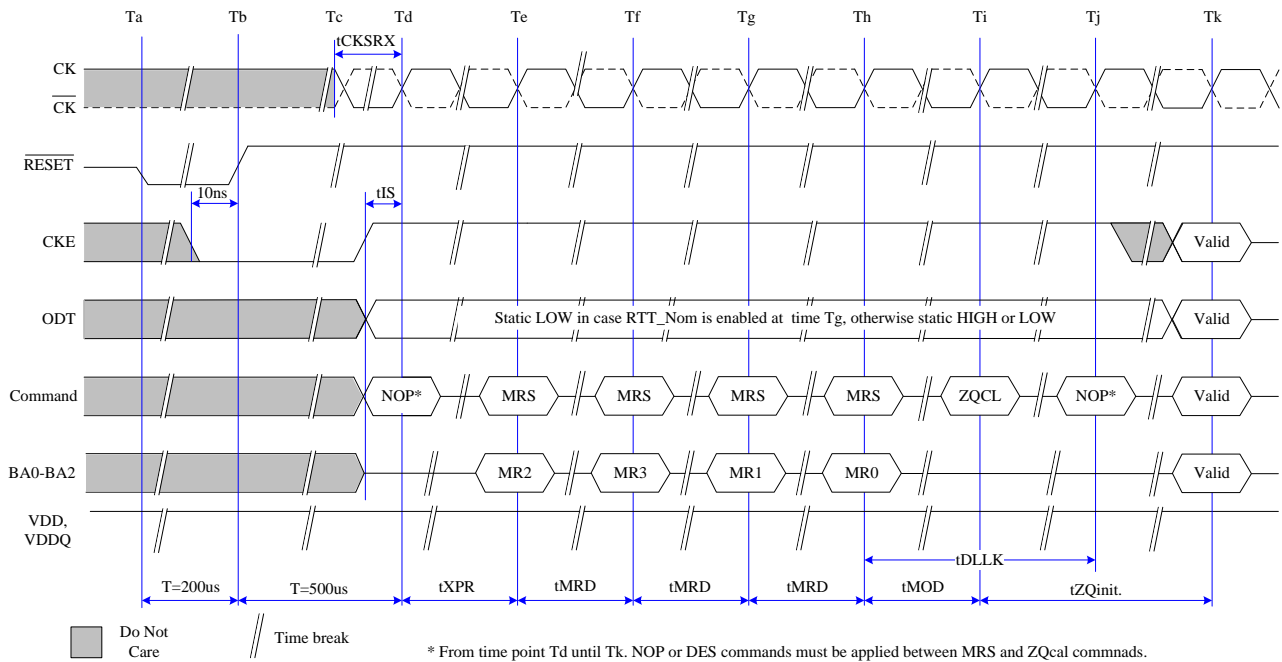 Ta Tb Tc Td Te Tf Tg Th Ti Tj Tk
tCKSRX
CK
CK
RESET
10ns
tIS
CKE
Valid
ODT
Static LOW in case RTT_Nom is enabled at time Tg, otherwise static HIGH or LOW
Valid
Command
NOP* MRS MRS MRS MRS ZQCL NOP* Valid
BA0-BA2
MR2 MR3 MR1 MR0 Valid
VDD,
VDDQ
tDLLK
T=200us T=500us tXPR tMRD tMRD tMRD tMOD tZQinit.
Do Not
Care
Time break
* From time point Td until Tk. NOP or DES commands must be applied between MRS and ZQcal commnads.